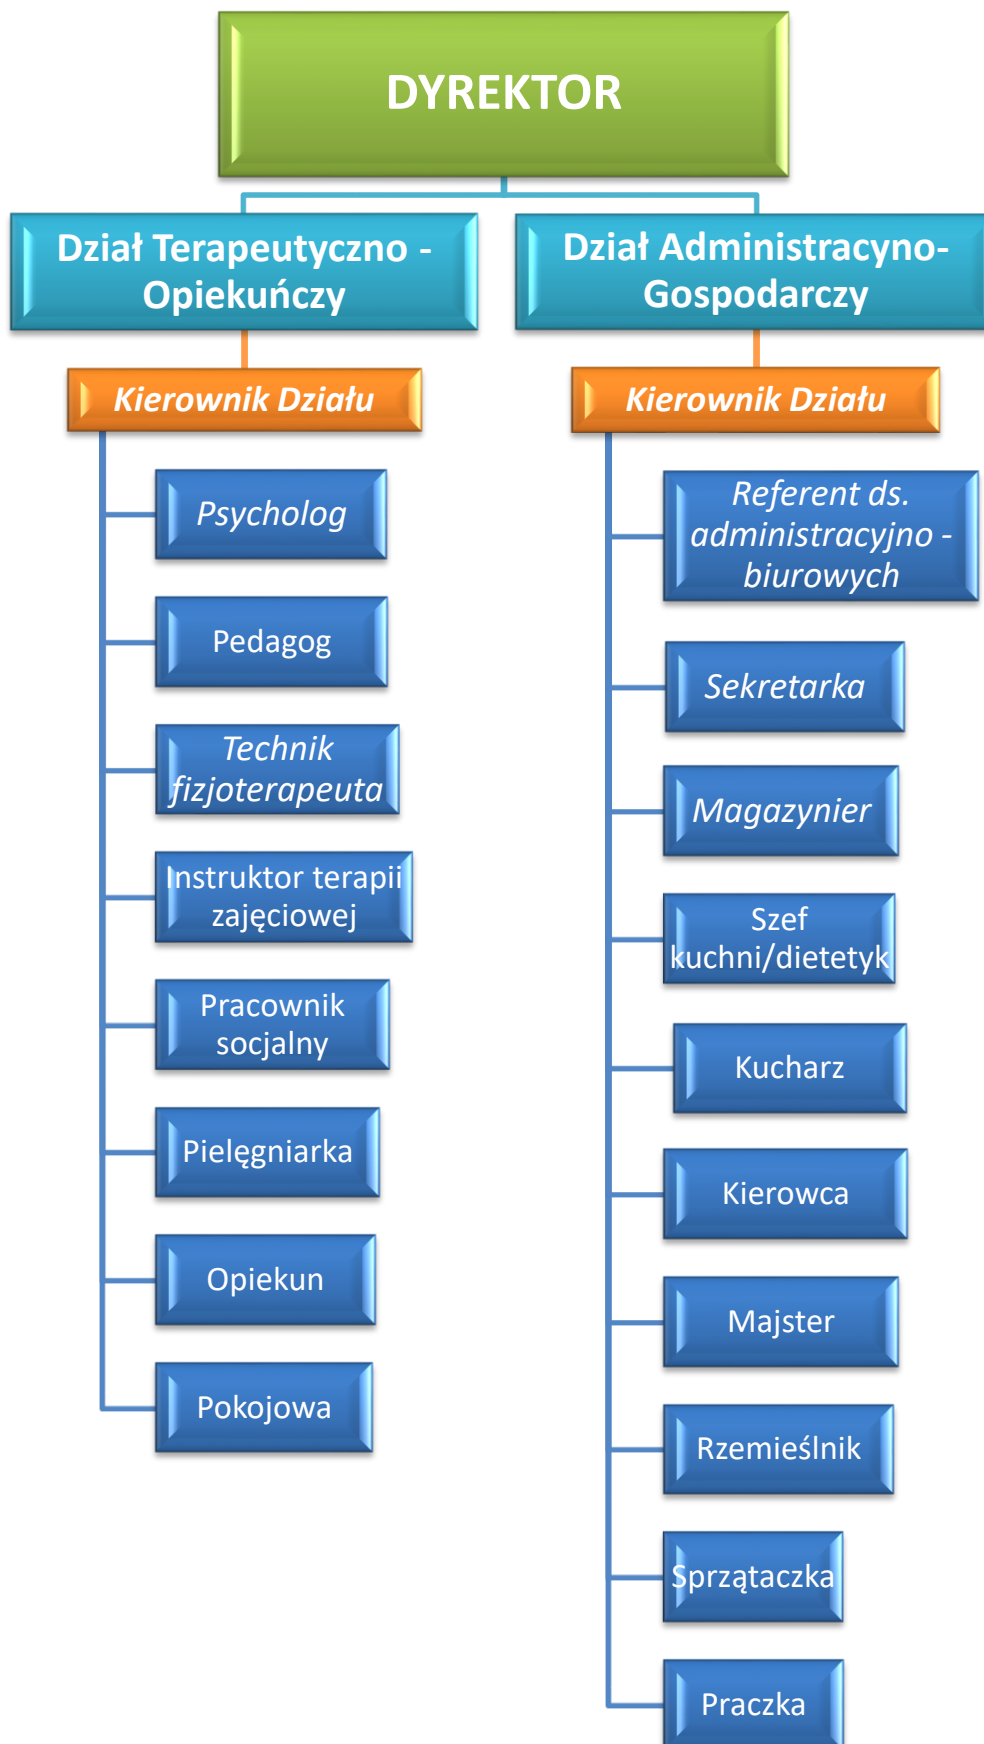 DYREKTOR
Dział Terapeutyczno -
Opiekuńczy
Kierownik Działu
Psycholog
Pedagog
Technik
fizjoterapeuta
Instruktor terapii
zajęciowej
Pracownik
socjalny
Pielęgniarka
Opiekun
Pokojowa
Dział Administracyno-
Gospodarczy
Kierownik Działu
Referent ds.
administracyjno -
biurowych
Sekretarka
Magazynier
Szef
kuchni/dietetyk
Kucharz
Kierowca
Majster
Rzemieślnik
Sprzątaczka
Praczka